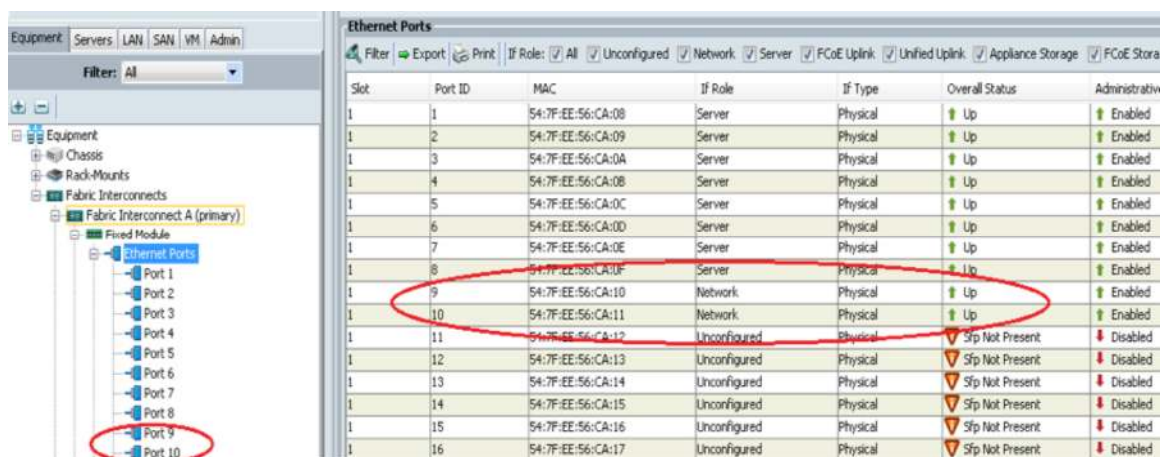 Equipment Servers LAN SAN VM Admin
Filter: All
Equipment
Chassis
Rack-Mounts
Fabric Interconnects
Fabric Interconnect A (primary)
Fixed Module
Ethernet Ports
Port 1
Port 2
Port 3
Port 4
Port 5
Port 6
Port 7
Port 8
Port 9
Port 10
Ethernet Ports
Filter Export Print If Role: All Unconfigured Network Server FCoE Uplink Unified Uplink Appliance Storage FCoE Stora
Slot Port ID MAC If Role If Type Overall Status Administrative
1 1 54:7F:EE:56:CA:08 Server Physical Up Enabled
1 2 54:7F:EE:56:CA:09 Server Physical Up Enabled
1 3 54:7F:EE:56:CA:0A Server Physical Up Enabled
1 4 54:7F:EE:56:CA:0B Server Physical Up Enabled
1 5 54:7F:EE:56:CA:0C Server Physical Up Enabled
1 6 54:7F:EE:56:CA:0D Server Physical Up Enabled
1 7 54:7F:EE:56:CA:0E Server Physical Up Enabled
1 8 54:7F:EE:56:CA:0F Server Physical Up Enabled
1 9 54:7F:EE:56:CA:10 Network Physical Up Enabled
1 10 54:7F:EE:56:CA:11 Network Physical Up Enabled
1 11 54:7F:EE:56:CA:12 Unconfigured Physical Sfp Not Present Disabled
1 12 54:7F:EE:56:CA:13 Unconfigured Physical Sfp Not Present Disabled
1 13 54:7F:EE:56:CA:14 Unconfigured Physical Sfp Not Present Disabled
1 14 54:7F:EE:56:CA:15 Unconfigured Physical Sfp Not Present Disabled
1 15 54:7F:EE:56:CA:16 Unconfigured Physical Sfp Not Present Disabled
1 16 54:7F:EE:56:CA:17 Unconfigured Physical Sfp Not Present Disabled